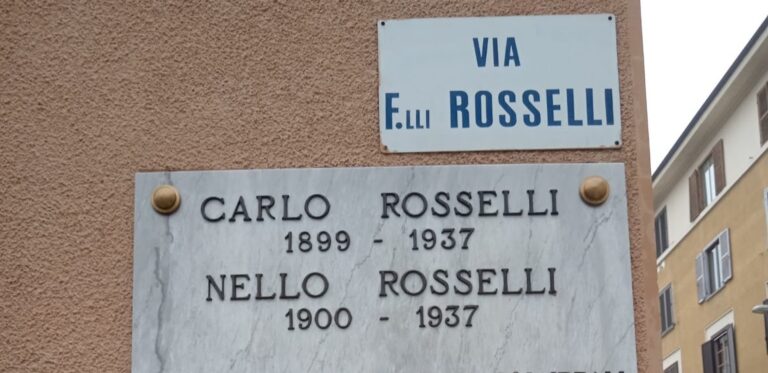 VIA
F.LLI ROSSELLI
CARLO ROSSELLI
1899 - 1937
NELLO ROSSELLI
1900 - 1937